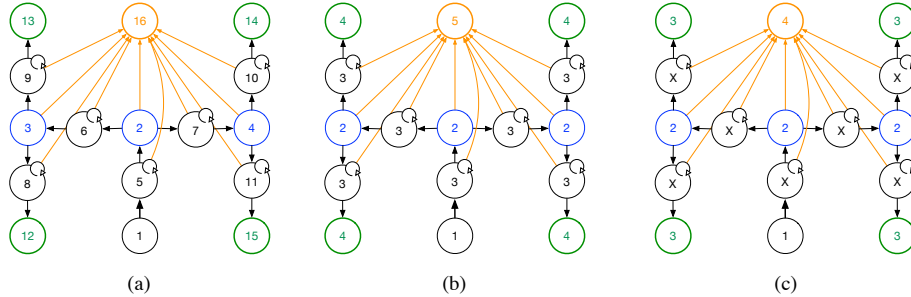 13 16 14 4 5 4 3 4 3
9 10 3 3 X X
3 6 2 7 4 2 3 2 3 2 2 X 2 X 2
8 5 11 3 3 3 X X X
12 1 15 4 1 4 3 1 3
(a) (b) (c)